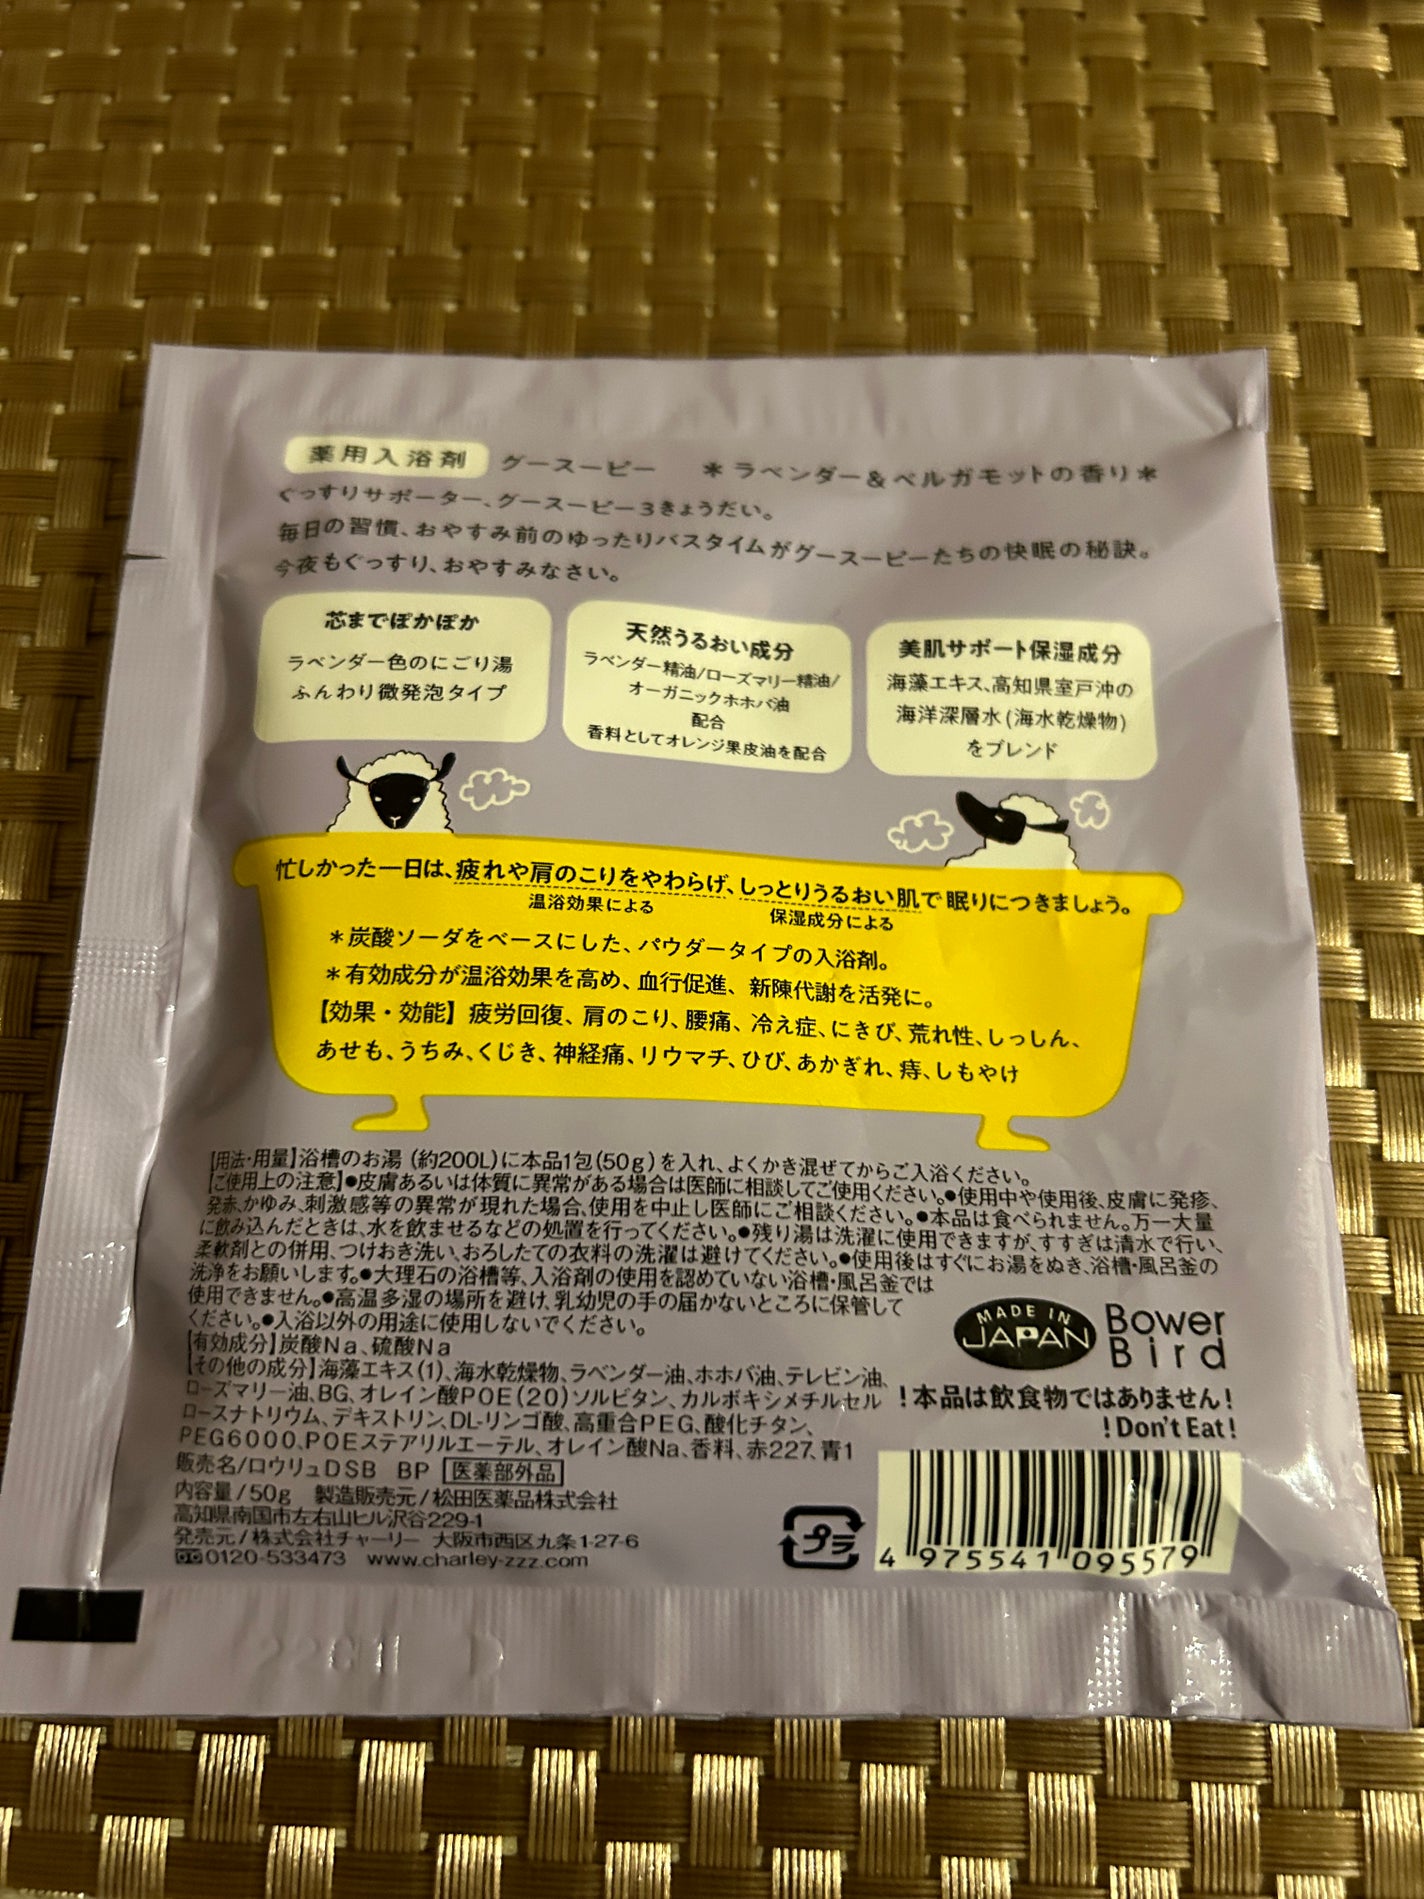 薬用入浴剤 グースーピー ＊ラベンダー＆ベルガモットの香り＊
ぐっすりサポーター、グースーピー3きょうだい。
毎日の習慣、おやすみ前のゆったりバスタイムがグースーピーたちの快眠の秘訣。
今夜もぐっすり、おやすみなさい。
芯までぽかぽか
ラベンダー色のにごり湯
ふんわり微発泡タイプ
天然うるおい成分
ラベンダー精油/ローズマリー精油/
オーガニックホホバ油
配合
香料としてオレンジ果皮油を配合
美肌サポート保湿成分
海藻エキス、高知県室戸沖の
海洋深層水(海水乾燥物)
をブレンド
忙しかった一日は、疲れや肩のこりをやわらげ、しっとりうるおい肌で眠りにつきましょう。
温浴効果による 保湿成分による
＊炭酸ソーダをベースにした、パウダータイプの入浴剤。
＊有効成分が温浴効果を高め、血行促進、新陳代謝を活発に。
【効果・効能】疲労回復、肩のこり、腰痛、冷え症、にきび、荒れ性、しっしん、
あせも、うちみ、くじき、神経痛、リウマチ、ひび、あかぎれ、痔、しもやけ
【用法・用量】浴槽のお湯(約200L)に本品1包(50g)を入れ、よくかき混ぜてからご入浴ください。
【ご使用上の注意】●皮膚あるいは体質に異常がある場合は医師に相談してご使用ください。●使用中や使用後、皮膚に発疹、
発赤、かゆみ、刺激感等の異常が現れた場合、使用を中止し医師にご相談ください。●本品は食べられません。万一大量
に飲み込んだときは、水を飲ませるなどの処置を行ってください。●残り湯は洗濯に使用できますが、すすぎは清水で行い、
柔軟剤との併用、つけおき洗い、おろしたての衣料の洗濯は避けてください。●使用後はすぐにお湯をぬき、浴槽・風呂釜の
洗浄をお願いします。●大理石の浴槽等、入浴剤の使用を認めていない浴槽・風呂釜では
使用できません。●高温多湿の場所を避け、乳幼児の手の届かないところに保管して
ください。●入浴以外の用途に使用しないでください。
【有効成分】炭酸Na、硫酸Na
【その他の成分】海藻エキス(1)、海水乾燥物、ラベンダー油、ホホバ油、テレビン油、
ローズマリー油、BG、オレイン酸POE(20)ソルビタン、カルボキシメチルセル
ロースナトリウム、デキストリン、DL-リンゴ酸、高重合PEG、酸化チタン、
PEG6000、POEステアリルエーテル、オレイン酸Na、香料、赤227、青1
販売名/ロウリュDSB BP 医薬部外品
内容量/50g 製造販売元/松田医薬品株式会社
高知県南国市左右山ヒル沢谷229-1
発売元/株式会社チャーリー 大阪市西区九条1-27-6
0120-533473 www.charley-zzz.com
MADE IN
JAPAN
Bower
Bird
！本品は飲食物ではありません！
！Don't Eat！
プラ
4 975541 095579
22G11 D